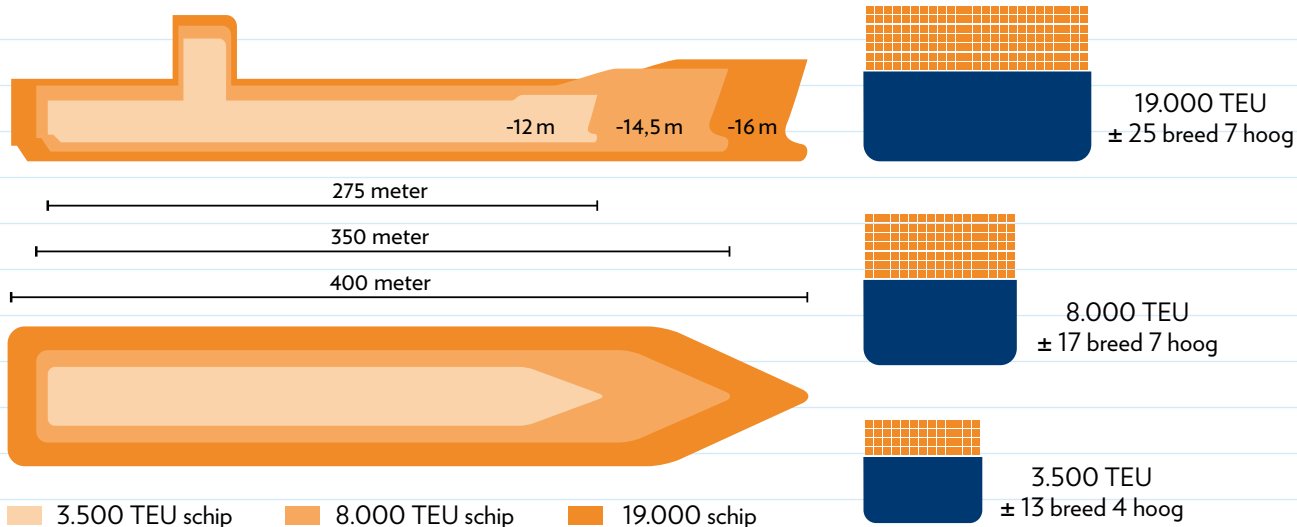 -12 m
-14,5 m
-16 m
275 meter
350 meter
400 meter
3.500 TEU schip
8.000 TEU schip
19.000 schip
19.000 TEU
± 25 breed 7 hoog
8.000 TEU
± 17 breed 7 hoog
3.500 TEU
± 13 breed 4 hoog